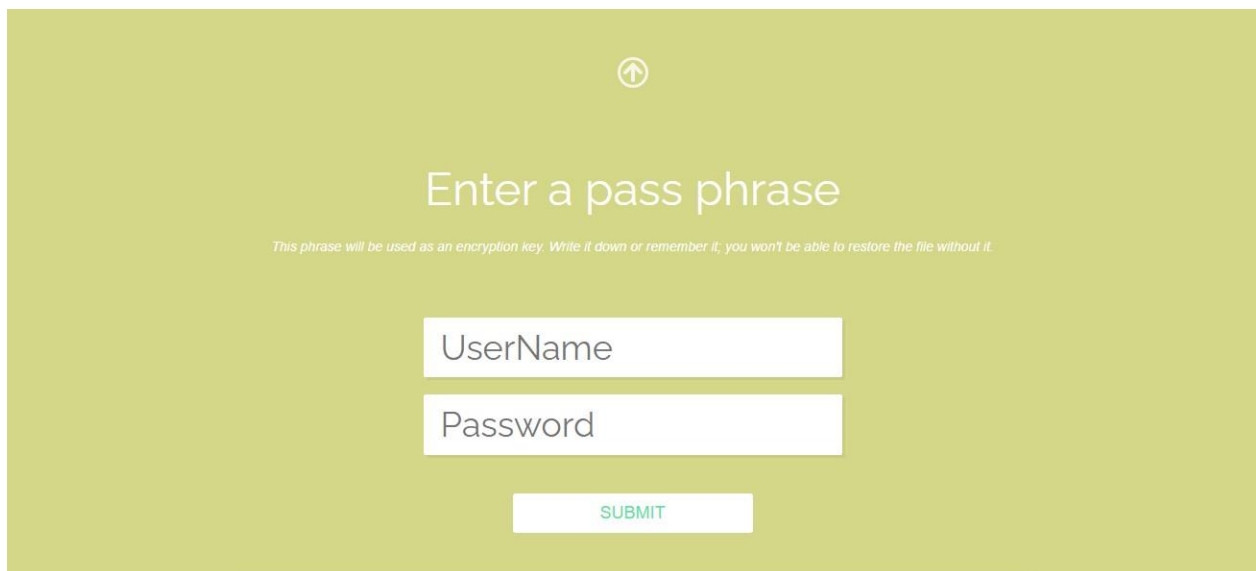 Enter a pass phrase
This phrase will be used as an encryption key. Write it down or remember it; you won't be able to restore the file without it.
UserName
Password
SUBMIT